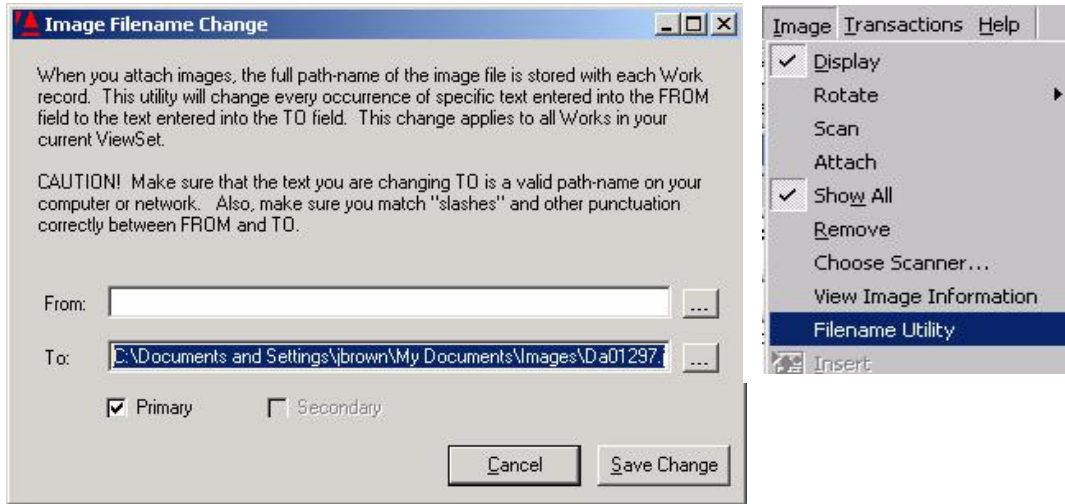 Image Filename Change
When you attach images, the full path-name of the image file is stored with each Work
record. This utility will change every occurrence of specific text entered into the FROM
field to the text entered into the TO field. This change applies to all Works in your
current ViewSet.
CAUTION! Make sure that the text you are changing TO is a valid path-name on your
computer or network. Also, make sure you match "slashes" and other punctuation
correctly between FROM and TO.
From:
...
To:
C:\Documents and Settings\jbrown\My Documents\Images\Da01297.
...
Primary
Secondary
Cancel
Save Change
Image Transactions Help
Display
Rotate
Scan
Attach
Show All
Remove
Choose Scanner...
View Image Information
Filename Utility
Insert